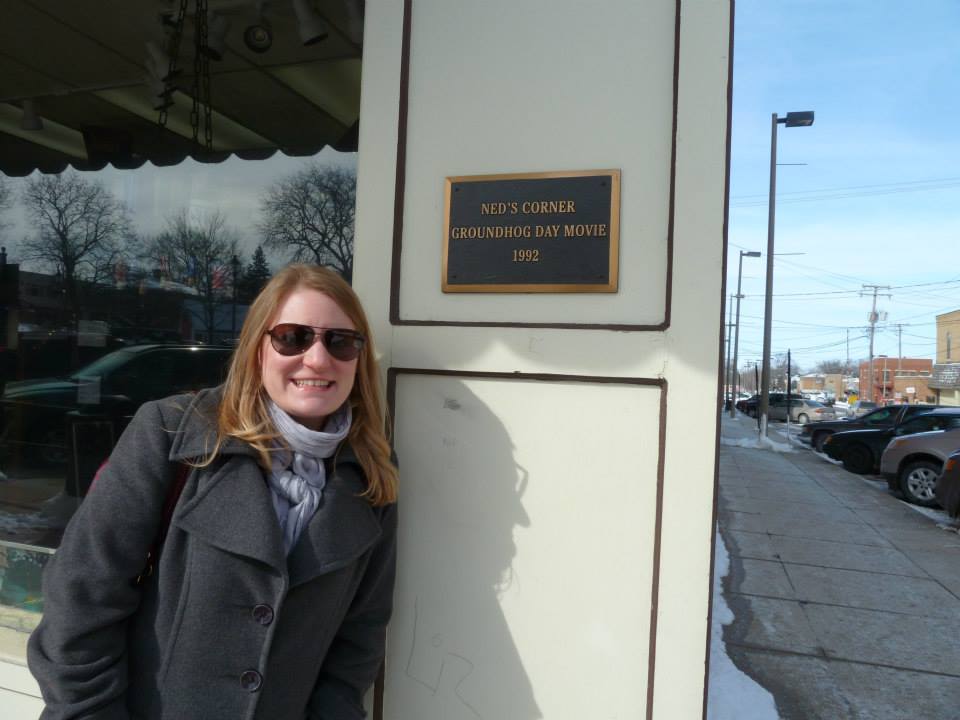 NED'S CORNER
GROUNDHOG DAY MOVIE
1992